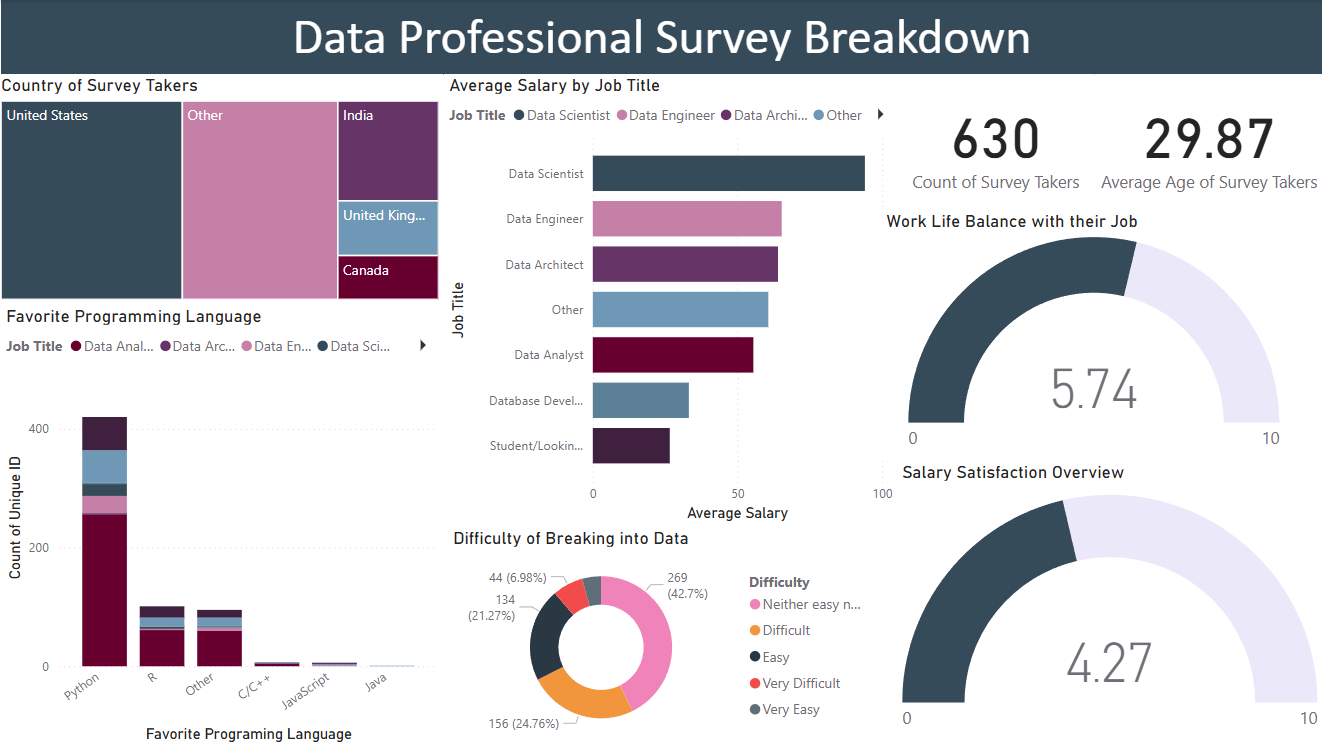 Data Professional Survey Breakdown
Country of Survey Takers
United States
Other
India
United King...
Canada
Favorite Programming Language
Job Title Data Anal... Data Arc... Data En... Data Sci...
Count of Unique ID
400
200
0
Python
R
Other
C/C++
JavaScript
Java
Favorite Programing Language
Average Salary by Job Title
Job Title Data Scientist Data Engineer Data Archi... Other
Job Title
Data Scientist
Data Engineer
Data Architect
Other
Data Analyst
Database Devel...
Student/Lookin...
0 50 100
Average Salary
Difficulty of Breaking into Data
44 (6.98%)
134
(21.27%)
269
(42.7%)
156 (24.76%)
Difficulty
Neither easy n...
Difficult
Easy
Very Difficult
Very Easy
630
Count of Survey Takers
29.87
Average Age of Survey Takers
Work Life Balance with their Job
5.74
0 10
Salary Satisfaction Overview
4.27
0 10